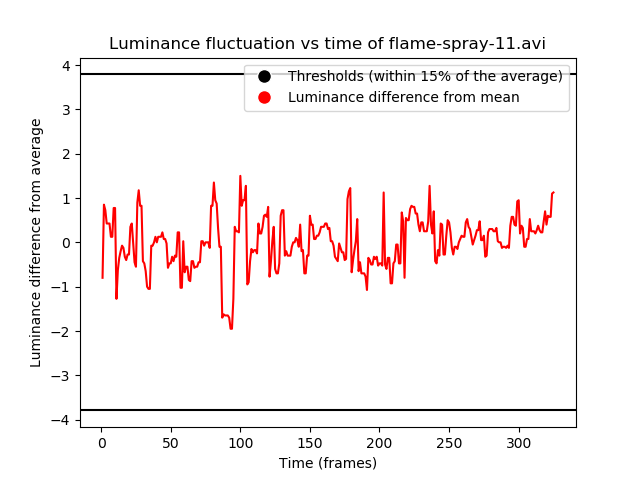 Luminance fluctuation vs time of flame-spray-11.avi
Thresholds (within 15% of the average)
Luminance difference from mean
Luminance difference from average
4
3
2
1
0
−1
−2
−3
−4
0 50 100 150 200 250 300
Time (frames)